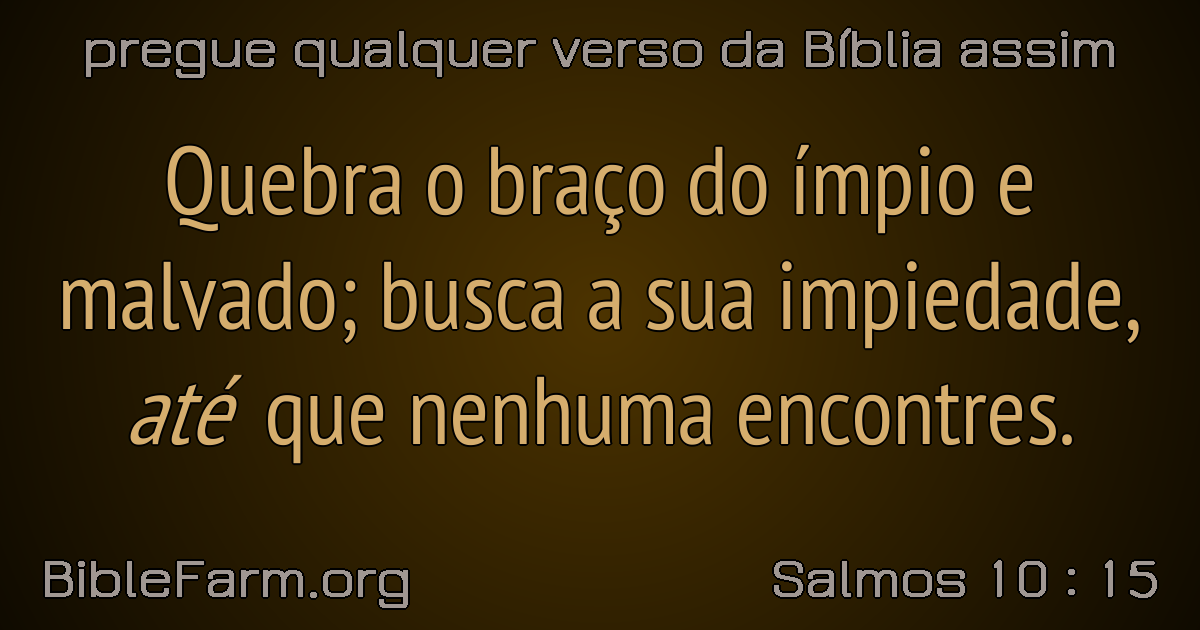 pregue qualquer verso da Bíblia assim
Quebra o braço do ímpio e
malvado; busca a sua impiedade,
até que nenhuma encontres.
BibleFarm.org
Salmos 10 : 15